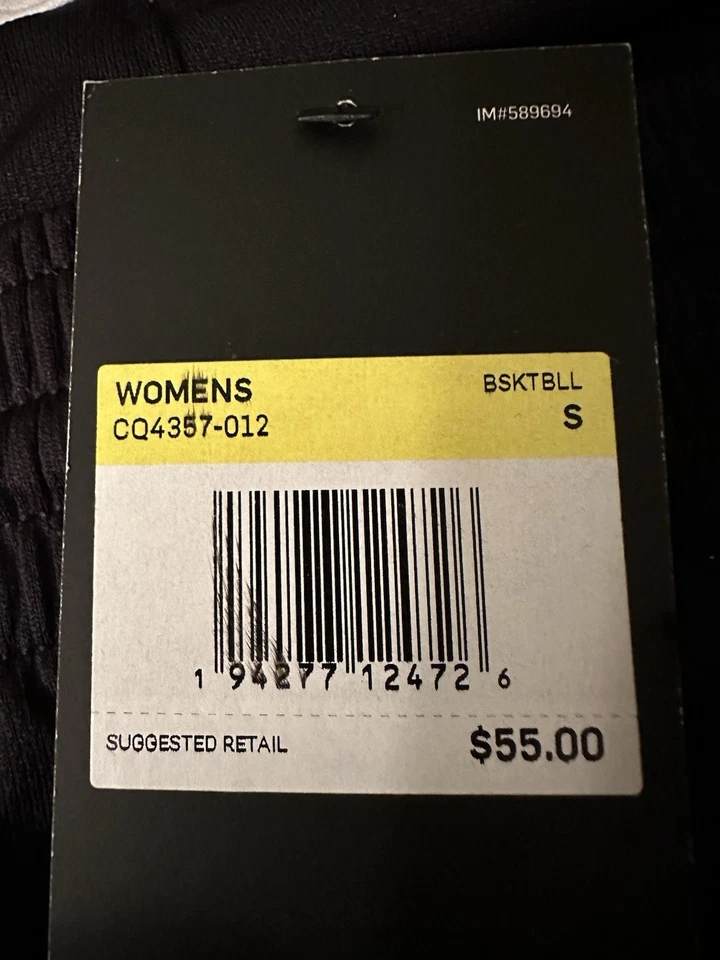 IM#589694
WOMENS BSKTBLL
CQ4357-012 S
1 94277 12472 6
SUGGESTED RETAIL $55.00